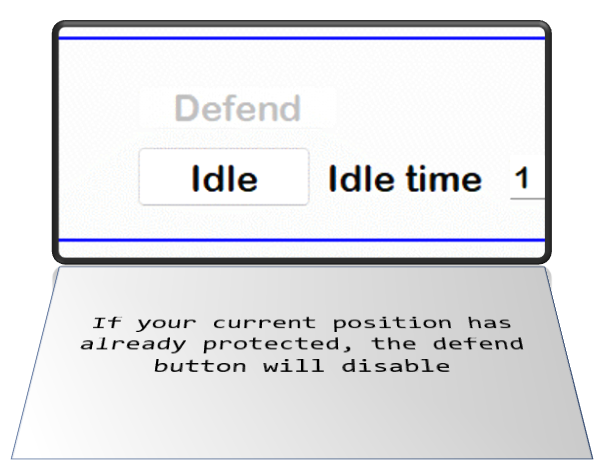 Defend
Idle Idle time 1
If your current position has
already protected, the defend
button will disable